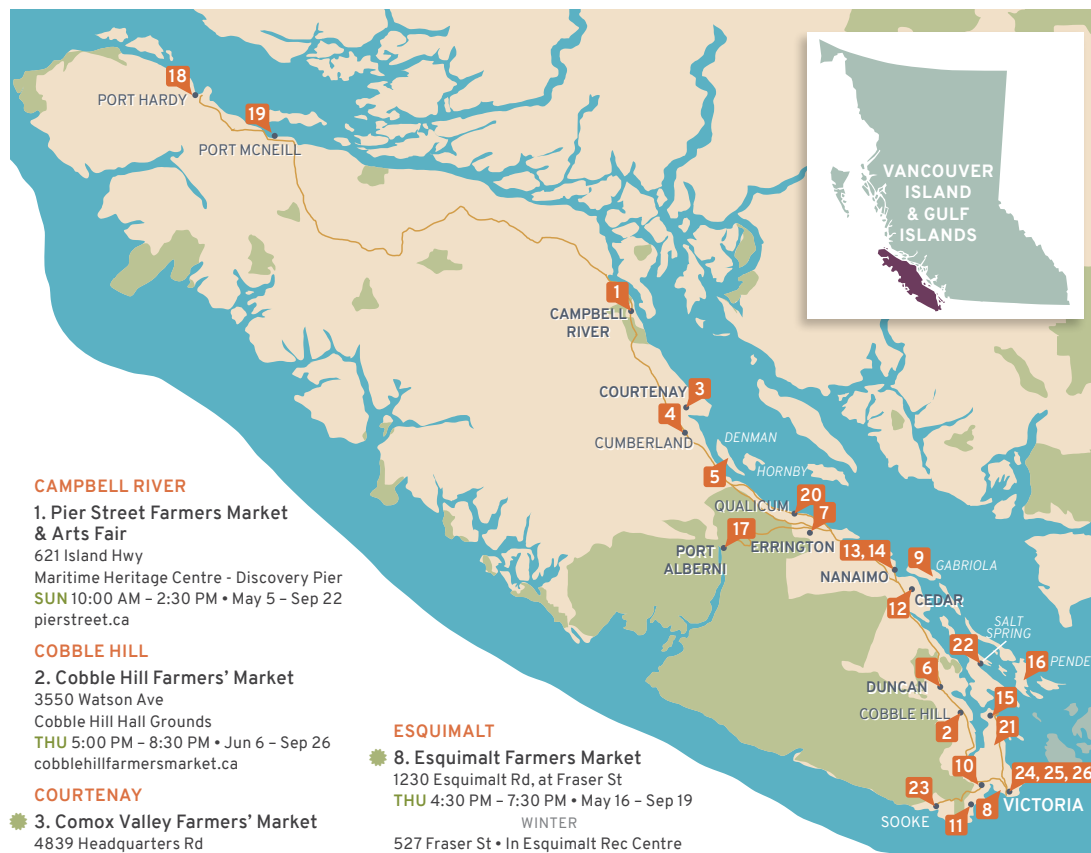 18
PORT HARDY
19
PORT MCNEILL
VANCOUVER
ISLAND
& GULF
ISLANDS
1
CAMPBELL
RIVER
COURTENAY
3
4
CUMBERLAND
DENMAN
5
HORNBY
QUALICUM
20
7
17
PORT
ALBERNI
ERRINGTON
13, 14
NANAIMO
9
GABRIOLA
12
CEDAR
SALT
SPRING
22
16
PENDE
6
DUNCAN
15
COBBLE HILL
2
21
10
24, 25, 26
23
8
VICTORIA
SOOKE
11
CAMPBELL RIVER
1. Pier Street Farmers Market
& Arts Fair
621 Island Hwy
Maritime Heritage Centre - Discovery Pier
SUN 10:00 AM – 2:30 PM • May 5 – Sep 22
pierstreet.ca
COBBLE HILL
2. Cobble Hill Farmers' Market
3550 Watson Ave
Cobble Hill Hall Grounds
THU 5:00 PM – 8:30 PM • Jun 6 – Sep 26
cobblehillfarmersmarket.ca
COURTENAY
3. Comox Valley Farmers' Market
4839 Headquarters Rd
ESQUIMALT
8. Esquimalt Farmers Market
1230 Esquimalt Rd, at Fraser St
THU 4:30 PM – 7:30 PM • May 16 – Sep 19
WINTER
527 Fraser St • In Esquimalt Rec Centre